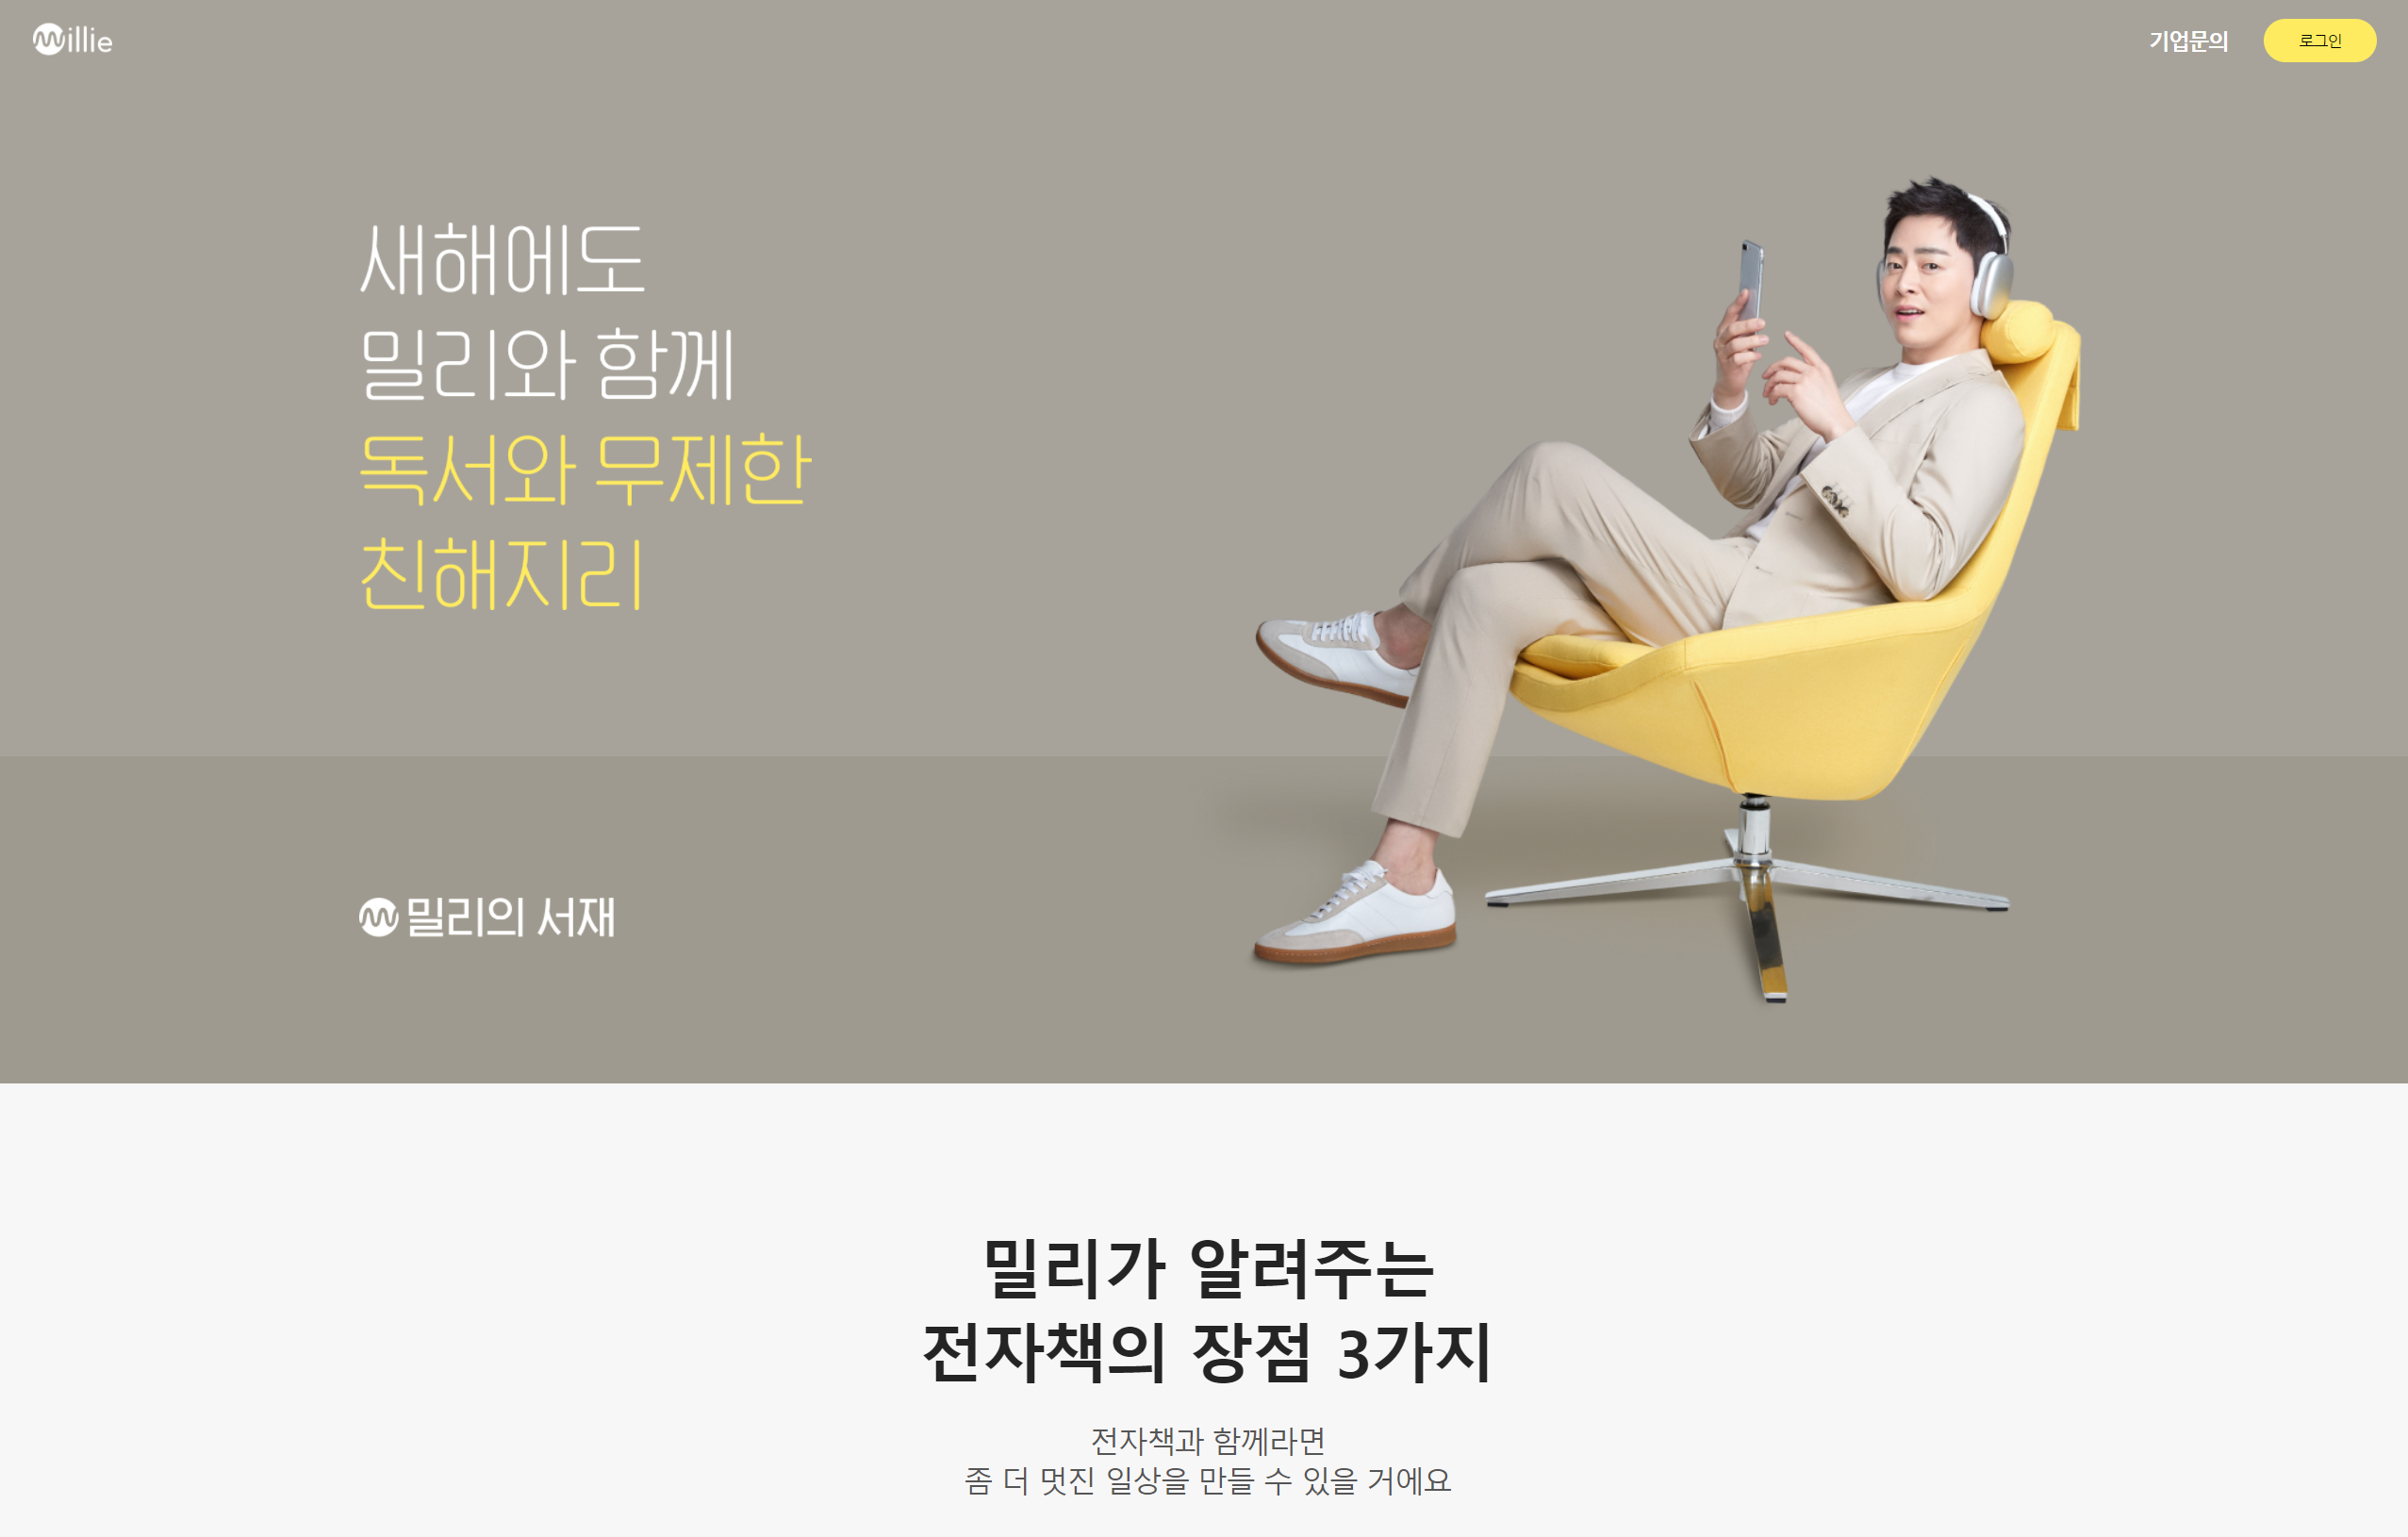 Millie
기업문의
로그인
새해에도
밀리와 함께
독서와 무제한
친해지리
밀리의 서재
밀리가 알려주는
전자책의 장점 3가지
전자책과 함께라면
좀 더 멋진 일상을 만들 수 있을 거에요